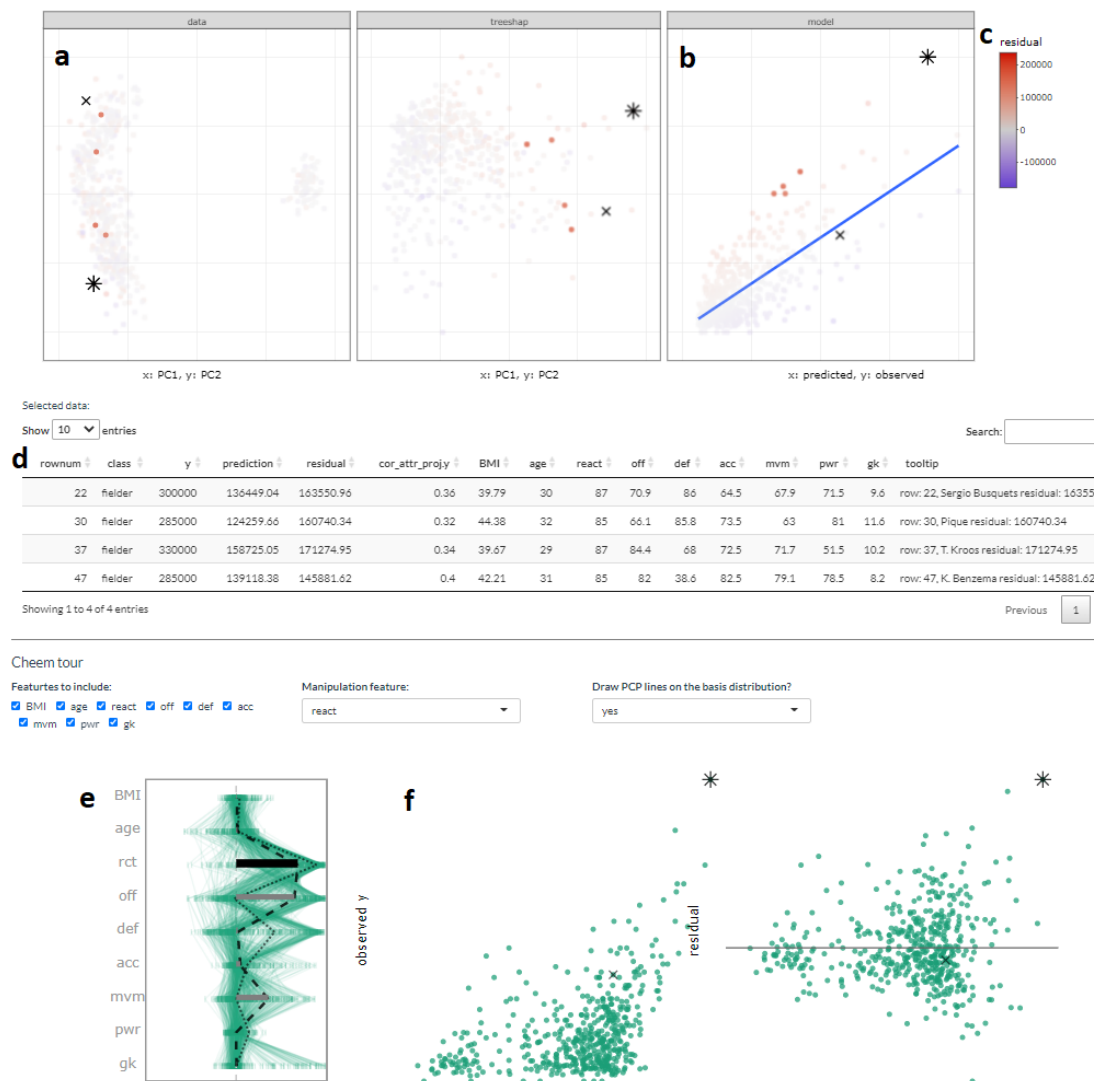 data treeshap model
a b c residual
200000
100000
0
-100000
x: PC1, y: PC2 x: PC1, y: PC2 x: predicted, y: observed
Selected data:
Show 10 entries Search:
d rownum class y prediction residual cor_attr_proj.y BMI age react off def acc mvm pwr gk tooltip
22 fielder 300000 136449.04 163550.96 0.36 39.79 30 87 70.9 86 64.5 67.9 71.5 9.6 row: 22, Sergio Busquets residual: 16355
30 fielder 285000 124259.66 160740.34 0.32 44.38 32 85 66.1 85.8 73.5 63 81 11.6 row: 30, Pique residual: 160740.34
37 fielder 330000 158725.05 171274.95 0.34 39.67 29 87 84.4 68 72.5 71.7 51.5 10.2 row: 37, T. Kroos residual: 171274.95
47 fielder 285000 139118.38 145881.62 0.4 42.21 31 85 82 38.6 82.5 79.1 78.5 8.2 row: 47, K. Benzema residual: 145881.62
Showing 1 to 4 of 4 entries Previous 1
Cheem tour
Featurtes to include: Manipulation feature: Draw PCP lines on the basis distribution?
BMI age react off def acc
mvm pwr gk
react yes
e f
BMI
age
rct
off
def
acc
mvm
pwr
gk
observed y
residual